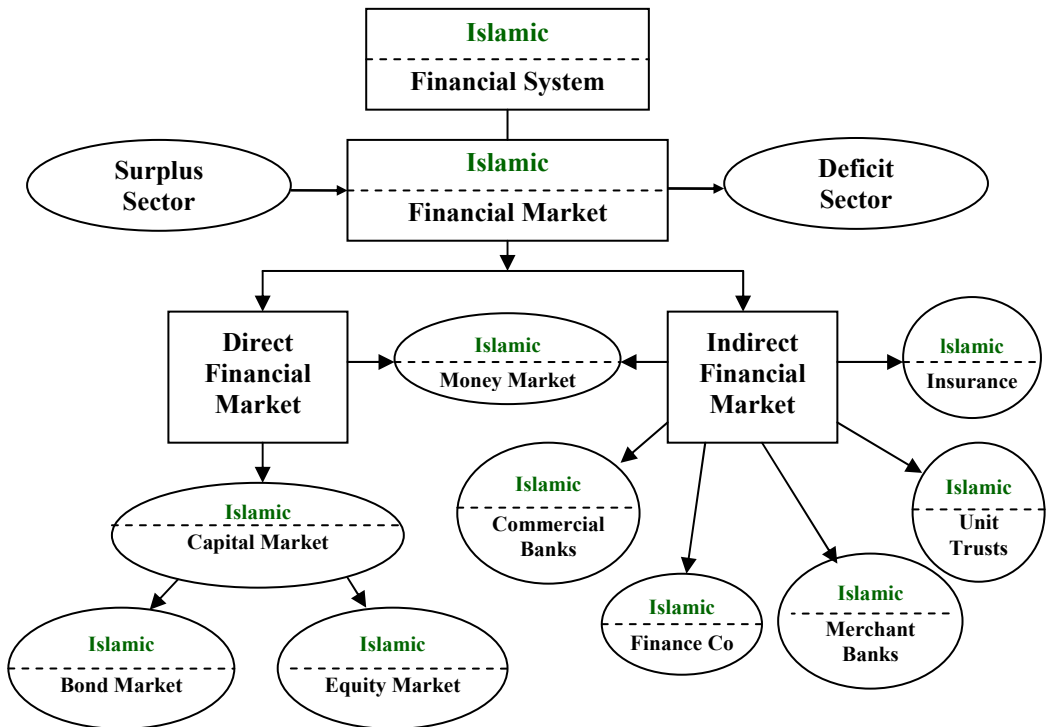 Islamic
Financial System
Surplus
Sector
Islamic
Financial Market
Deficit
Sector
Direct
Financial
Market
Islamic
Money Market
Indirect
Financial
Market
Islamic
Insurance
Islamic
Capital Market
Islamic
Commercial
Banks
Islamic
Unit
Trusts
Islamic
Bond Market
Islamic
Equity Market
Islamic
Finance Co
Islamic
Merchant
Banks